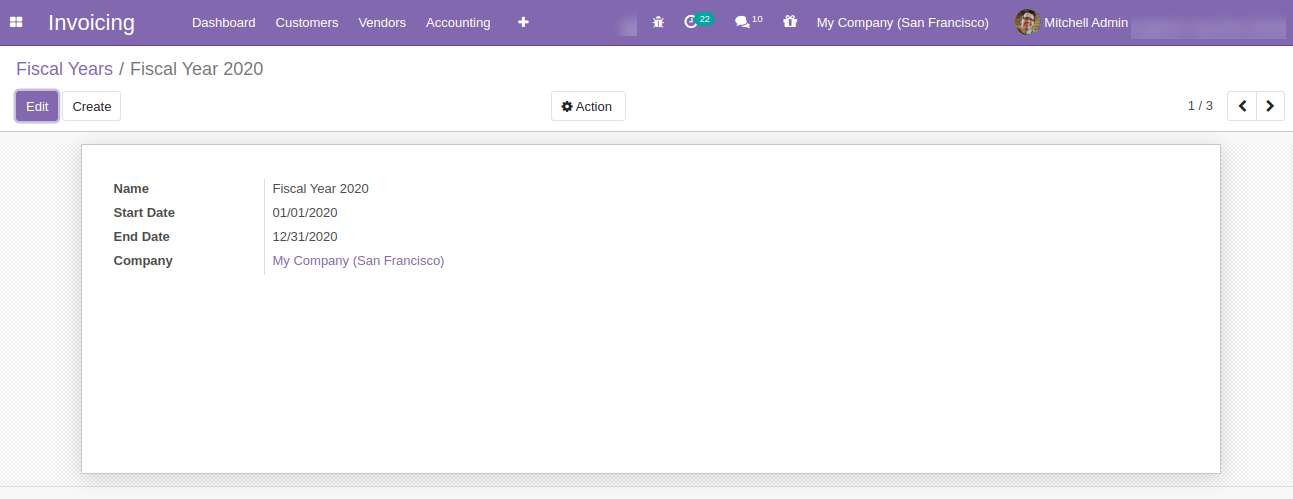 Invoicing Dashboard Customers Vendors Accounting 22 10 My Company (San Francisco) Mitchell Admin
Fiscal Years / Fiscal Year 2020
Edit Create Action 1 / 3
Name Fiscal Year 2020
Start Date 01/01/2020
End Date 12/31/2020
Company My Company (San Francisco)